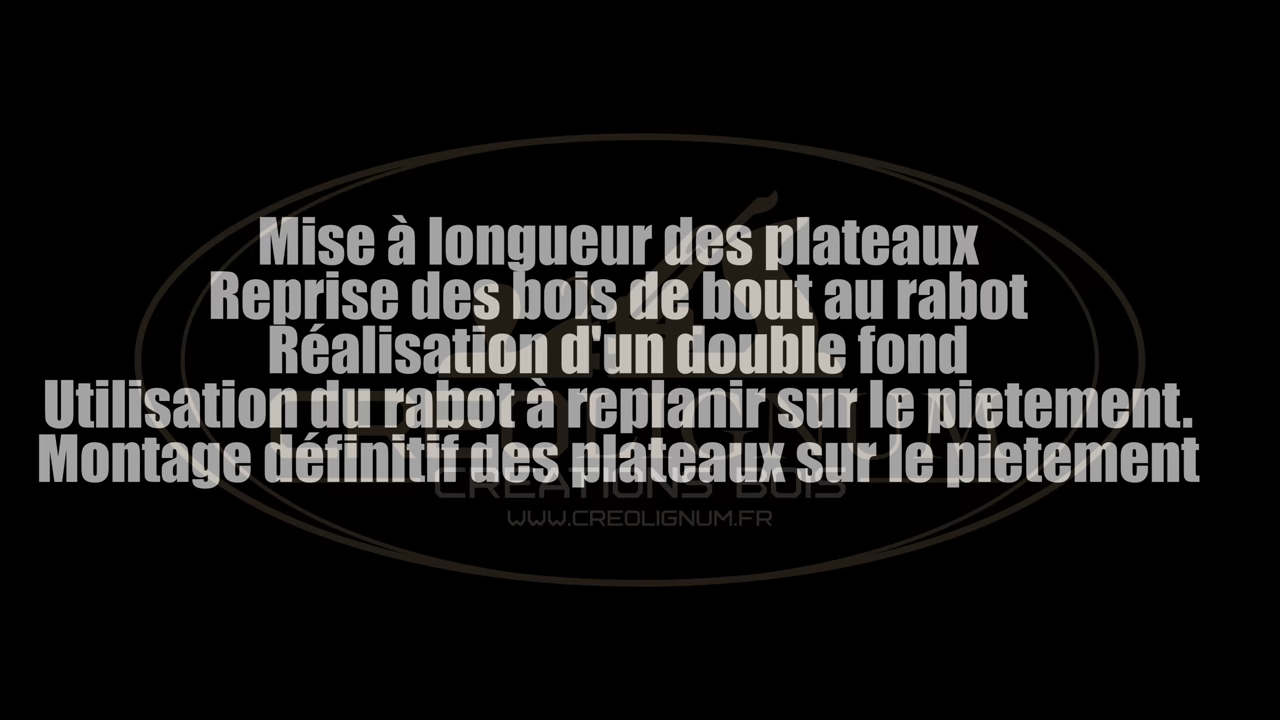 Mise à longueur des plateaux
Reprise des bois de bout au rabot
Réalisation d'un double fond
Utilisation du rabot à replanir sur le pietement.
Montage définitif des plateaux sur le pietement
CREOLIGNUM
CREATIONS BOIS
WWW.CREOLIGNUM.FR